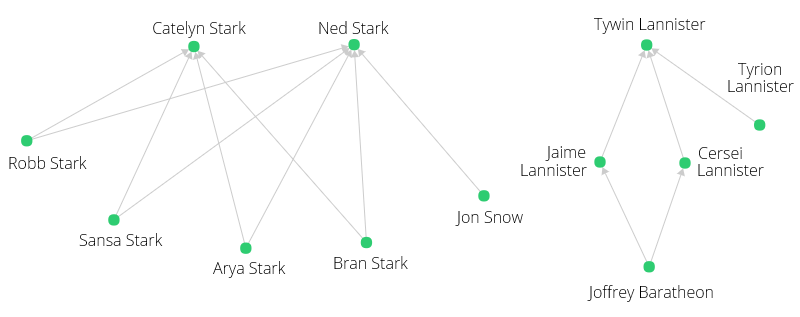 Catelyn Stark
Ned Stark
Tywin Lannister
Tyrion
Lannister
Robb Stark
Jaime
Lannister
Cersei
Lannister
Sansa Stark
Arya Stark
Bran Stark
Jon Snow
Joffrey Baratheon